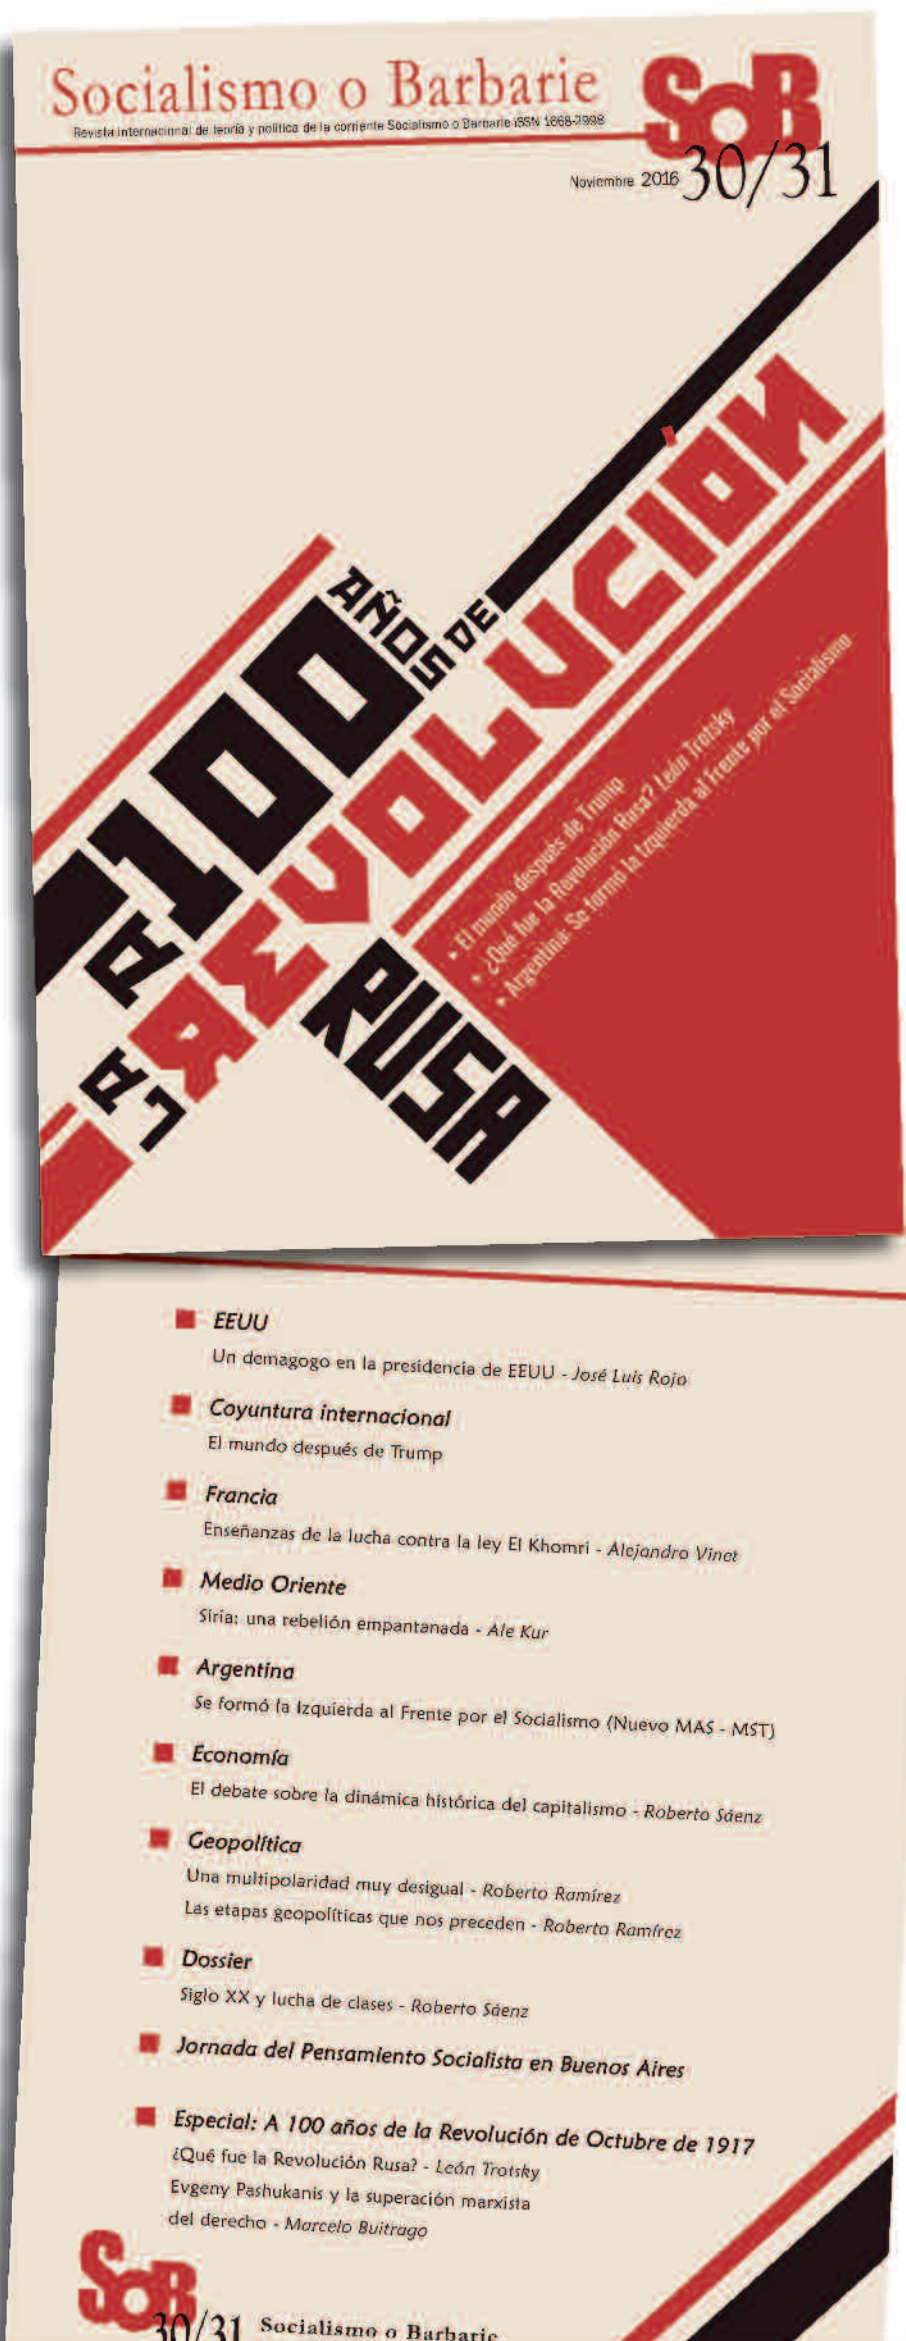 Socialismo o Barbarie
SoB
Revista internacional de teoría y política de la corriente Socialismo o Barbarie ISSN 1668-2998
Noviembre 2016 30/31
A 100 AÑOS DE
LA REVOLUCION
RUSA
▸ El mundo después de Trump
▸ ¿Qué fue la Revolución Rusa? León Trotsky
▸ Argentina: Se formó la Izquierda al Frente por el Socialismo
EEUU
Un demagogo en la presidencia de EEUU - José Luis Rojo
Coyuntura internacional
El mundo después de Trump
Francia
Enseñanzas de la lucha contra la ley El Khomri - Alejandro Vinet
Medio Oriente
Siria: una rebelión empantanada - Ale Kur
Argentina
Se formó la Izquierda al Frente por el Socialismo (Nuevo MAS - MST)
Economía
El debate sobre la dinámica histórica del capitalismo - Roberto Sáenz
Geopolítica
Una multipolaridad muy desigual - Roberto Ramírez
Las etapas geopolíticas que nos preceden - Roberto Ramírez
Dossier
Siglo XX y lucha de clases - Roberto Sáenz
Jornada del Pensamiento Socialista en Buenos Aires
Especial: A 100 años de la Revolución de Octubre de 1917
¿Qué fue la Revolución Rusa? - León Trotsky
Evgeny Pashukanis y la superación marxista
del derecho - Marcelo Buitrago
SoB
30/31 Socialismo o Barbarie